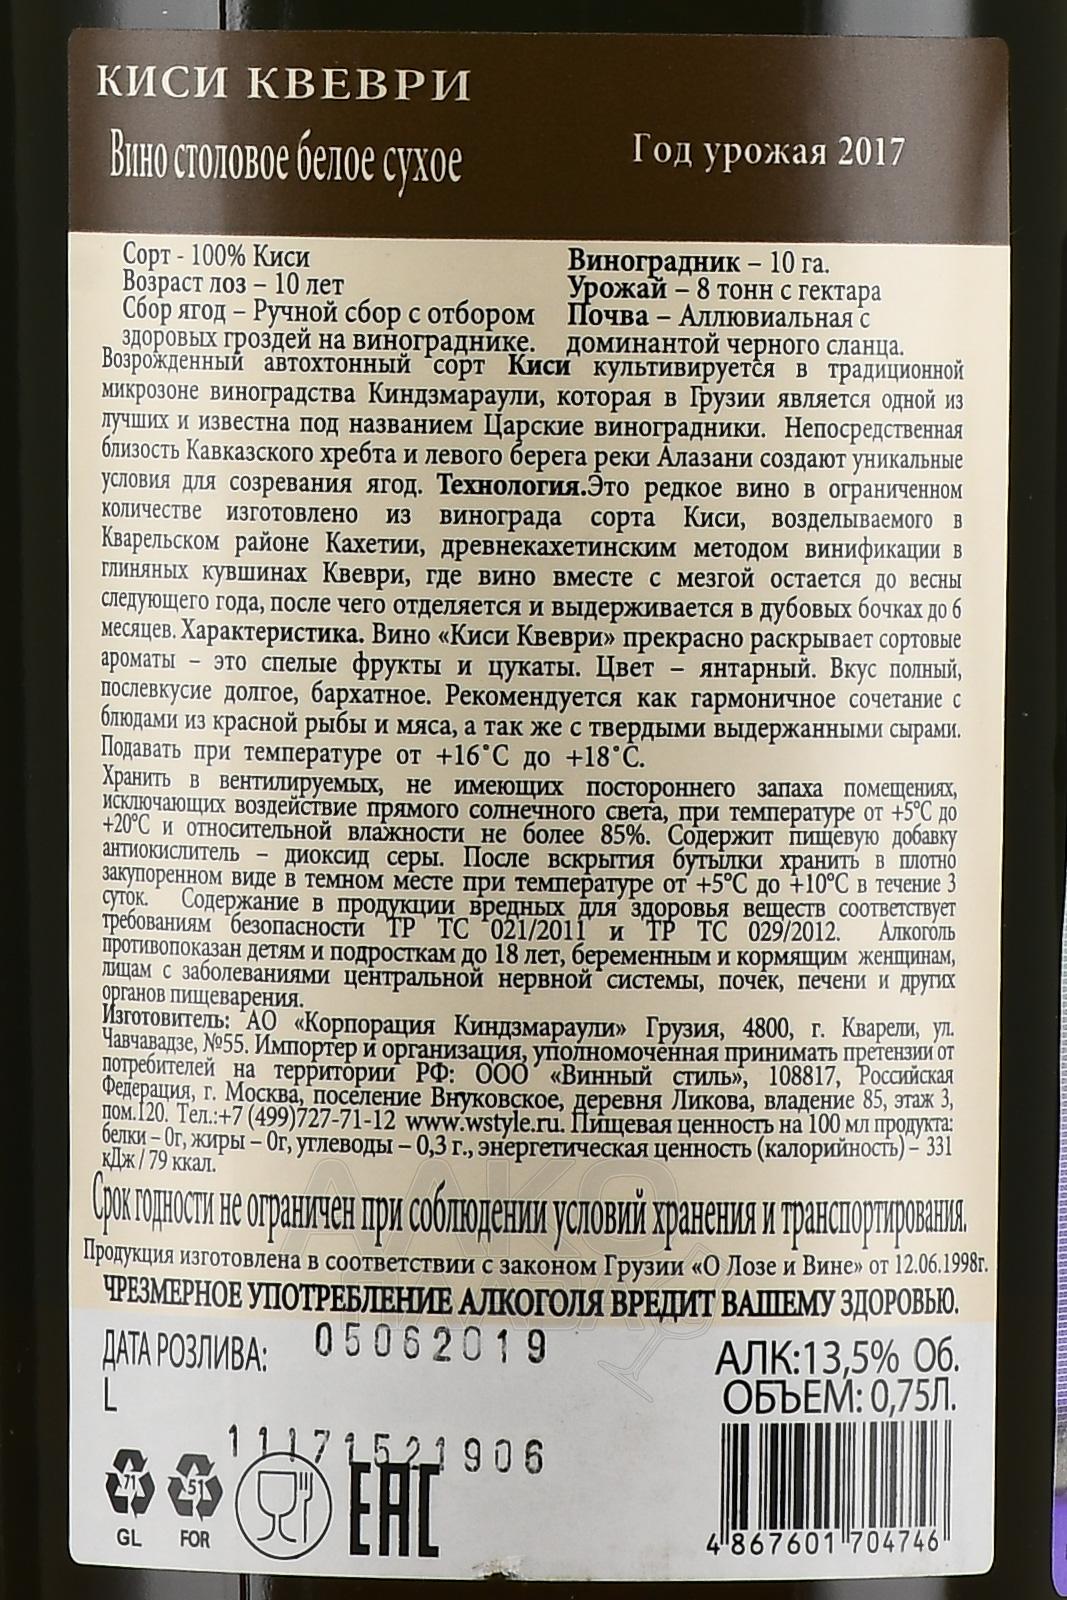 КИСИ КВЕВРИ
Вино столовое белое сухое
Год урожая 2017
Сорт - 100% Киси
Возраст лоз – 10 лет
Сбор ягод – Ручной сбор с отбором
здоровых гроздей на винограднике.
Виноградник – 10 га.
Урожай – 8 тонн с гектара
Почва – Аллювиальная с
доминантой черного сланца.
Возрожденный автохтонный сорт Киси культивируется в традиционной
микрозоне виноградства Киндзмараули, которая в Грузии является одной из
лучших и известна под названием Царские виноградники. Непосредственная
близость Кавказского хребта и левого берега реки Алазани создают уникальные
условия для созревания ягод. Технология.Это редкое вино в ограниченном
количестве изготовлено из винограда сорта Киси, возделываемого в
Кварельском районе Кахетии, древнекахетинским методом винификации в
глиняных кувшинах Квеври, где вино вместе с мезгой остается до весны
следующего года, после чего отделяется и выдерживается в дубовых бочках до 6
месяцев. Характеристика. Вино «Киси Квеври» прекрасно раскрывает сортовые
ароматы – это спелые фрукты и цукаты. Цвет – янтарный. Вкус полный,
послевкусие долгое, бархатное. Рекомендуется как гармоничное сочетание с
блюдами из красной рыбы и мяса, а так же с твердыми выдержанными сырами.
Подавать при температуре от +16˚С до +18˚С.
Хранить в вентилируемых, не имеющих постороннего запаха помещениях,
исключающих воздействие прямого солнечного света, при температуре от +5°С до
+20°С и относительной влажности не более 85%. Содержит пищевую добавку
антиокислитель – диоксид серы. После вскрытия бутылки хранить в плотно
закупоренном виде в темном месте при температуре от +5°С до +10°С в течение 3
суток. Содержание в продукции вредных для здоровья веществ соответствует
требованиям безопасности ТР ТС 021/2011 и ТР ТС 029/2012. Алкоголь
противопоказан детям и подросткам до 18 лет, беременным и кормящим женщинам,
лицам с заболеваниями центральной нервной системы, почек, печени и других
органов пищеварения.
Изготовитель: АО «Корпорация Киндзмараули» Грузия, 4800, г. Кварели, ул.
Чавчавадзе, №55. Импортер и организация, уполномоченная принимать претензии от
потребителей на территории РФ: ООО «Винный стиль», 108817, Российская
Федерация, г. Москва, поселение Внуковское, деревня Ликова, владение 85, этаж 3,
пом.120. Тел.:+7 (499)727-71-12 www.wstyle.ru. Пищевая ценность на 100 мл продукта:
белки – 0г, жиры – 0г, углеводы – 0,3 г., энергетическая ценность (калорийность) – 331
кДж / 79 ккал.
Срок годности не ограничен при соблюдении условий хранения и транспортирования.
Продукция изготовлена в соответствии с законом Грузии «О Лозе и Вине» от 12.06.1998г.
ЧРЕЗМЕРНОЕ УПОТРЕБЛЕНИЕ АЛКОГОЛЯ ВРЕДИТ ВАШЕМУ ЗДОРОВЬЮ.
ДАТА РОЗЛИВА: 05062019
L
11171521906
АЛК:13,5% Об.
ОБЪЕМ: 0,75Л.
71
GL
51
FOR
EAC
4 867601 704746